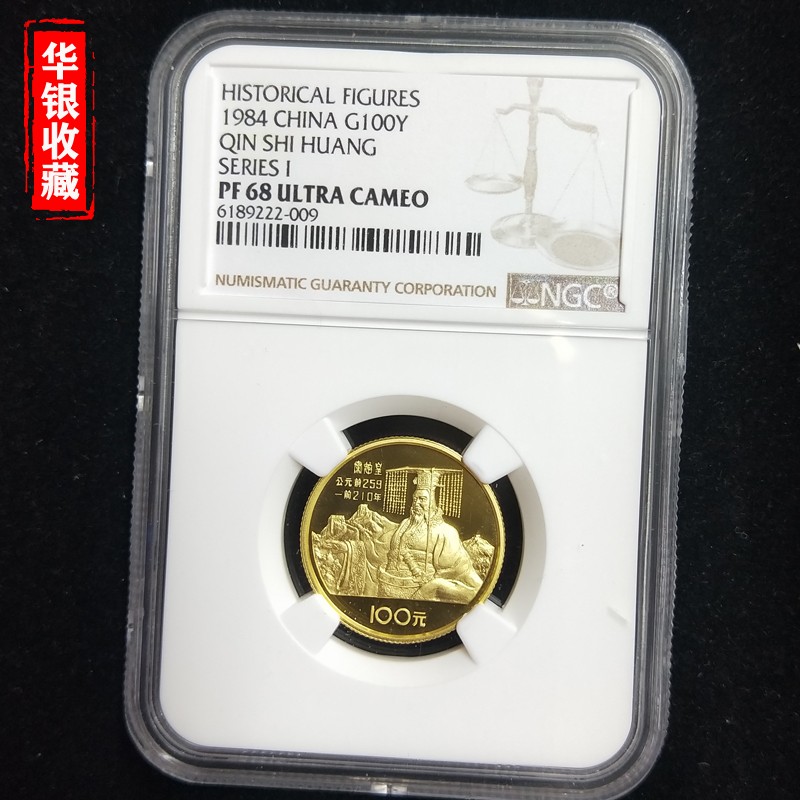 华银收藏
HISTORICAL FIGURES
1984 CHINA G100Y
QIN SHI HUANG
SERIES I
PF 68 ULTRA CAMEO
6189222-009
NUMISMATIC GUARANTY CORPORATION
NGC®
秦始皇
公元前259
一前210年
100元